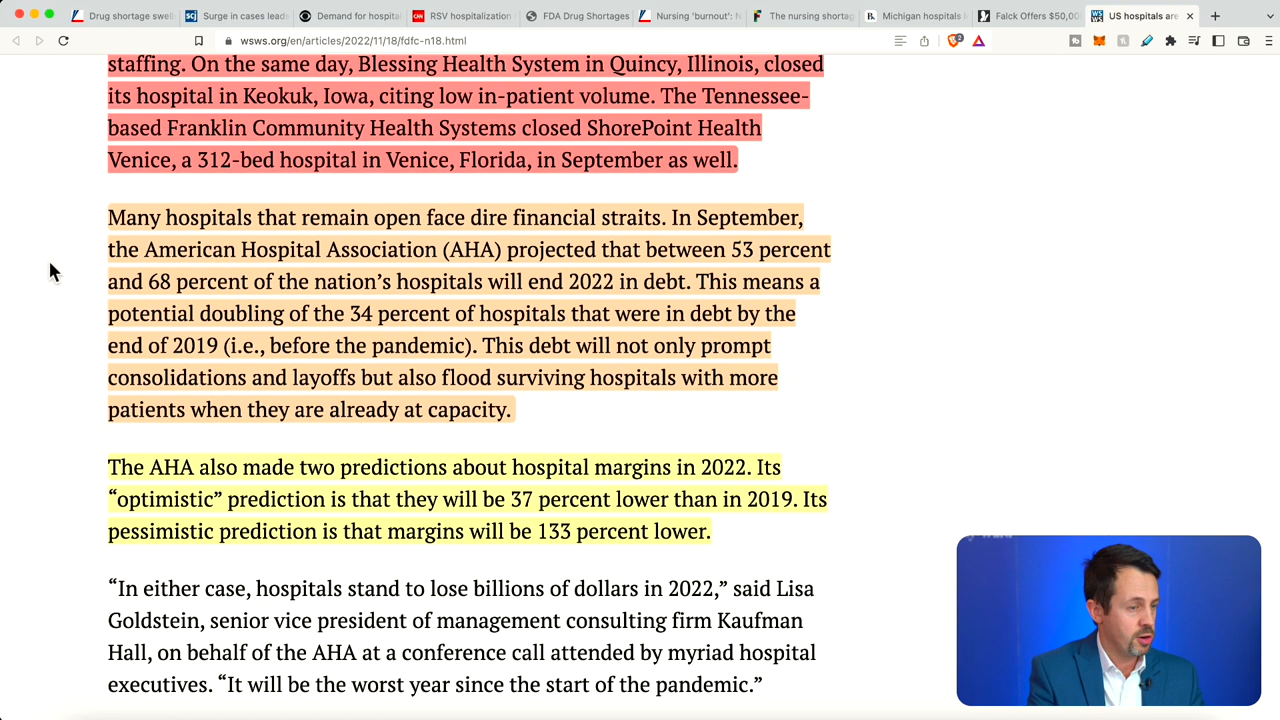 Drug shortage swell
Surge in cases leads
Demand for hospital
RSV hospitalization
FDA Drug Shortages
Nursing 'burnout': N
The nursing shortag
Michigan hospitals b
Falck Offers $50,00
US hospitals are
wsws.org/en/articles/2022/11/18/fdfc-n18.html
staffing. On the same day, Blessing Health System in Quincy, Illinois, closed
its hospital in Keokuk, Iowa, citing low in-patient volume. The Tennessee-
based Franklin Community Health Systems closed ShorePoint Health
Venice, a 312-bed hospital in Venice, Florida, in September as well.
Many hospitals that remain open face dire financial straits. In September,
the American Hospital Association (AHA) projected that between 53 percent
and 68 percent of the nation’s hospitals will end 2022 in debt. This means a
potential doubling of the 34 percent of hospitals that were in debt by the
end of 2019 (i.e., before the pandemic). This debt will not only prompt
consolidations and layoffs but also flood surviving hospitals with more
patients when they are already at capacity.
The AHA also made two predictions about hospital margins in 2022. Its
“optimistic” prediction is that they will be 37 percent lower than in 2019. Its
pessimistic prediction is that margins will be 133 percent lower.
“In either case, hospitals stand to lose billions of dollars in 2022,” said Lisa
Goldstein, senior vice president of management consulting firm Kaufman
Hall, on behalf of the AHA at a conference call attended by myriad hospital
executives. “It will be the worst year since the start of the pandemic.”